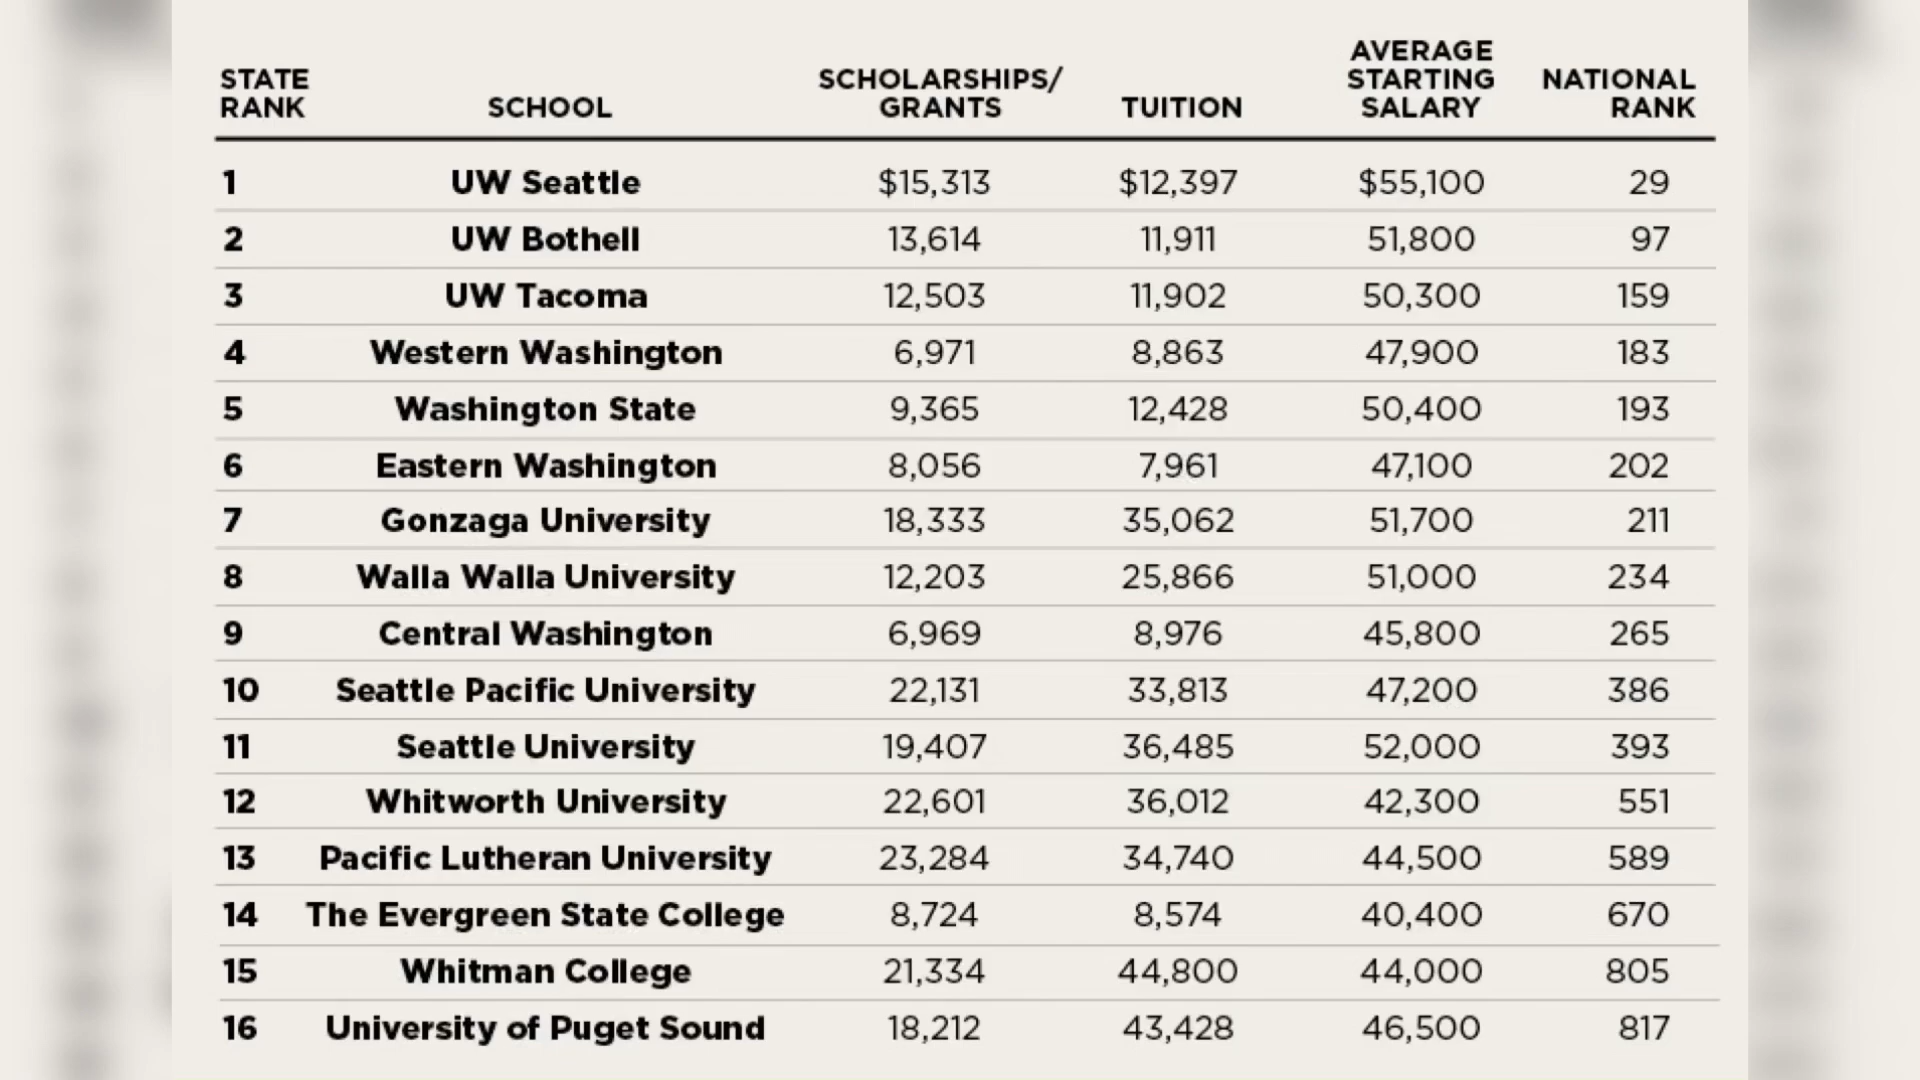 STATE RANK SCHOOL SCHOLARSHIPS/ GRANTS TUITION AVERAGE STARTING SALARY NATIONAL RANK
1 UW Seattle $15,313 $12,397 $55,100 29
2 UW Bothell 13,614 11,911 51,800 97
3 UW Tacoma 12,503 11,902 50,300 159
4 Western Washington 6,971 8,863 47,900 183
5 Washington State 9,365 12,428 50,400 193
6 Eastern Washington 8,056 7,961 47,100 202
7 Gonzaga University 18,333 35,062 51,700 211
8 Walla Walla University 12,203 25,866 51,000 234
9 Central Washington 6,969 8,976 45,800 265
10 Seattle Pacific University 22,131 33,813 47,200 386
11 Seattle University 19,407 36,485 52,000 393
12 Whitworth University 22,601 36,012 42,300 551
13 Pacific Lutheran University 23,284 34,740 44,500 589
14 The Evergreen State College 8,724 8,574 40,400 670
15 Whitman College 21,334 44,800 44,000 805
16 University of Puget Sound 18,212 43,428 46,500 817